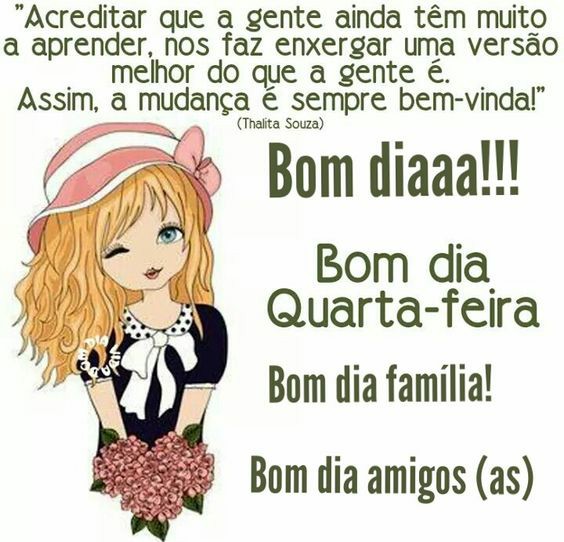 "Acreditar que a gente ainda têm muito
a aprender, nos faz enxergar uma versão
melhor do que a gente é.
Assim, a mudança é sempre bem-vinda!"
(Thalita Souza)
Bom diaaa!!!
Bom dia
Quarta-feira
Bom dia família!
Bom dia amigos (as)